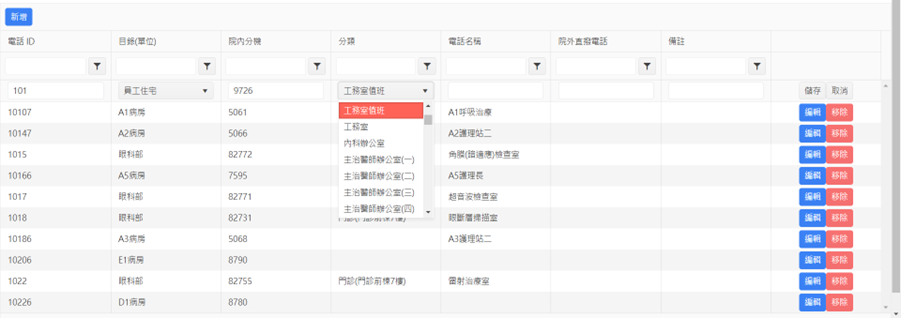 新增
電話 ID 目錄(單位) 院內分機 分類 電話名稱 院外直撥電話 備註
101 員工住宅 9726 工務室值班 儲存 取消
工務室值班
工務室
內科辦公室
主治醫師辦公室(一)
主治醫師辦公室(二)
主治醫師辦公室(三)
主治醫師辦公室(四)
10107 A1病房 5061 A1呼吸治療 編輯 移除
10147 A2病房 5066 A2護理站二 編輯 移除
1015 眼科部 82772 角膜(暗適應)檢查室 編輯 移除
10166 A5病房 7595 A5護理長 編輯 移除
1017 眼科部 82771 超音波檢查室 編輯 移除
1018 眼科部 82731 門診(門診前棟7樓) 眼斷層掃描室 編輯 移除
10186 A3病房 5068 A3護理站二 編輯 移除
10206 E1病房 8790 編輯 移除
1022 眼科部 82755 門診(門診前棟7樓) 雷射治療室 編輯 移除
10226 D1病房 8780 編輯 移除